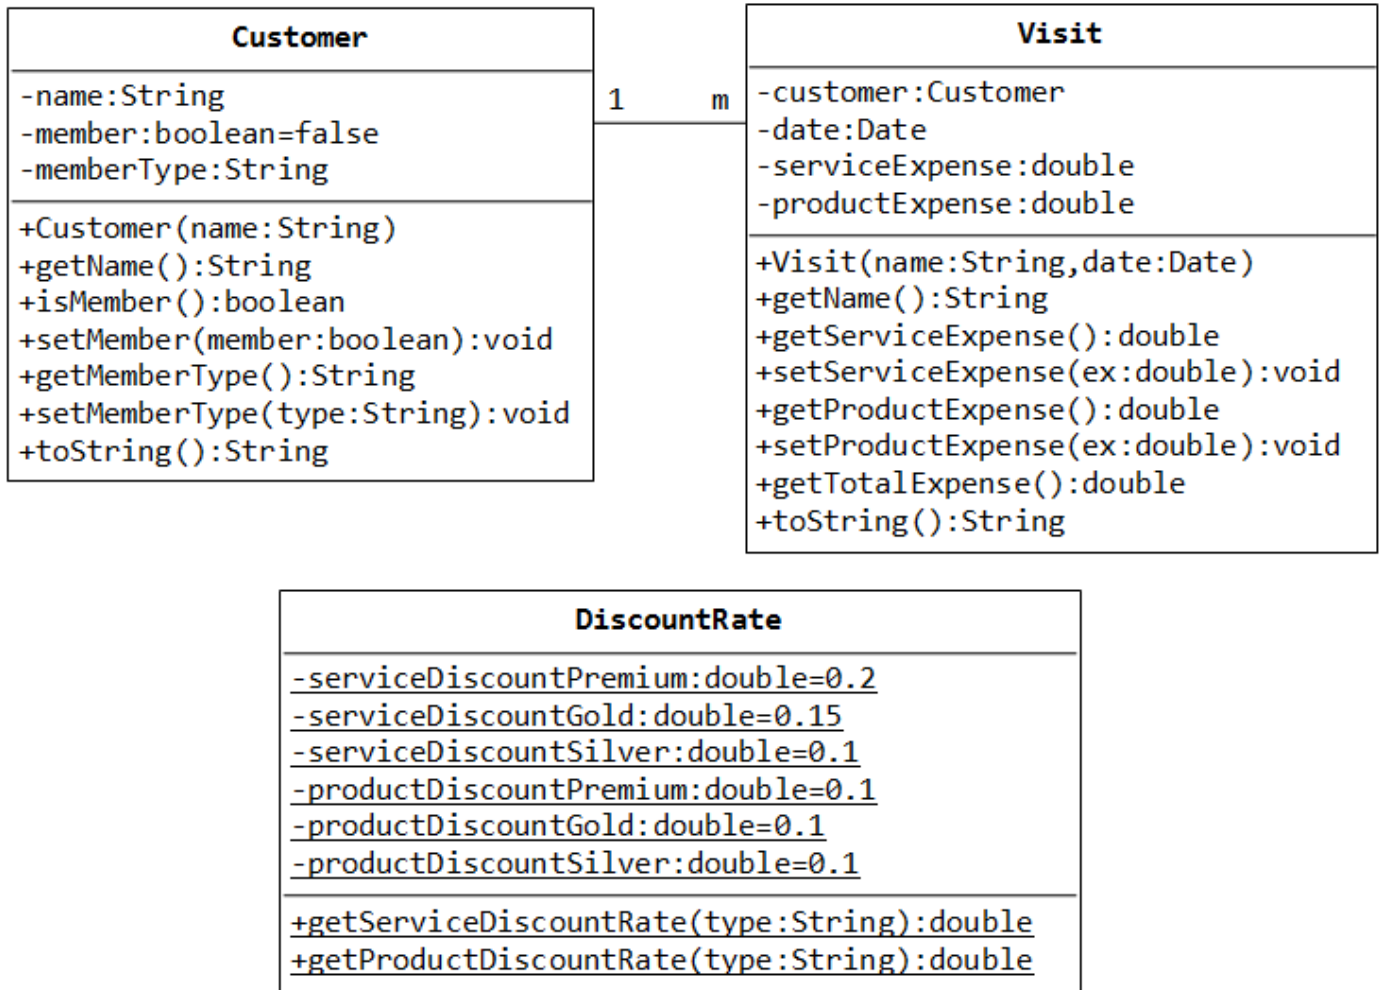 Customer
-name:String
-member:boolean=false
-memberType:String
+Customer(name:String)
+getName():String
+isMember():boolean
+setMember(member:boolean):void
+getMemberType():String
+setMemberType(type:String):void
+toString():String
1 m
Visit
-customer:Customer
-date:Date
-serviceExpense:double
-productExpense:double
+Visit(name:String,date:Date)
+getName():String
+getServiceExpense():double
+setServiceExpense(ex:double):void
+getProductExpense():double
+setProductExpense(ex:double):void
+getTotalExpense():double
+toString():String
DiscountRate
-serviceDiscountPremium:double=0.2
-serviceDiscountGold:double=0.15
-serviceDiscountSilver:double=0.1
-productDiscountPremium:double=0.1
-productDiscountGold:double=0.1
-productDiscountSilver:double=0.1
+getServiceDiscountRate(type:String):double
+getProductDiscountRate(type:String):double